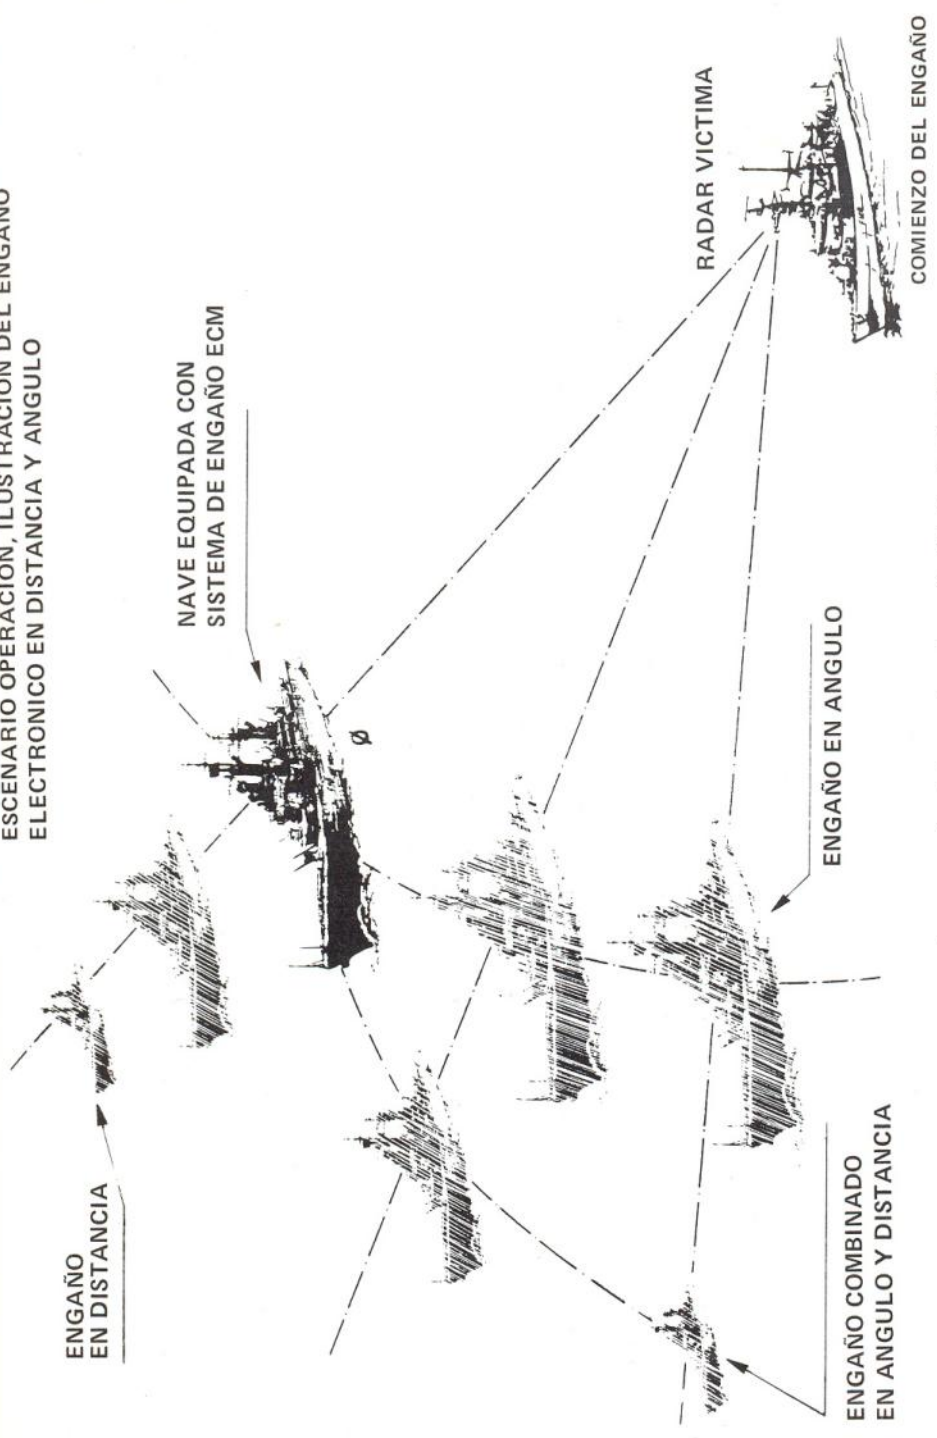 ESCENARIO OPERACION, ILUSTRACION DEL ENGAÑO
ELECTRONICO EN DISTANCIA Y ANGULO
NAVE EQUIPADA CON
SISTEMA DE ENGAÑO ECM
RADAR VICTIMA
COMIENZO DEL ENGAÑO
Ø
ENGAÑO
EN DISTANCIA
ENGAÑO EN ANGULO
ENGAÑO COMBINADO
EN ANGULO Y DISTANCIA